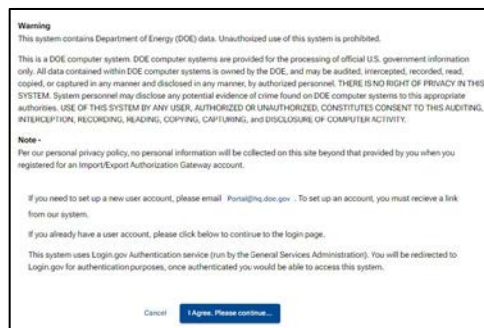 Warning
This system contains Department of Energy (DOE) data. Unauthorized use of this system is prohibited.
This is a DOE computer system. DOE computer systems are provided for the processing of official U.S. government information
only. All data contained within DOE computer systems is owned by the DOE, and may be audited, intercepted, recorded, read,
copied, or captured in any manner and disclosed in any manner, by authorized personnel. THERE IS NO RIGHT OF PRIVACY IN THIS
SYSTEM. System personnel may disclose any potential evidence of crime found on DOE computer systems to this appropriate
authorities. USE OF THIS SYSTEM BY ANY USER, AUTHORIZED OR UNAUTHORIZED, CONSTITUTES CONSENT TO THIS AUDITING,
INTERCEPTION, RECORDING, READING, COPYING, CAPTURING, and DISCLOSURE OF COMPUTER ACTIVITY.
Note -
Per our personal privacy policy, no personal information will be collected on this site beyond that provided by you when you
registered for an Import/Export Authorization Gateway account.
If you need to set up a new user account, please email Portal@hq.doe.gov . To set up an account, you must recieve a link
from our system.
If you already have a user account, please click below to continue to the login page.
This system uses Login.gov Authentication service (run by the General Services Administration). You will be redirected to
Login.gov for authentication purposes, once authenticated you would be able to access this system.
Cancel I Agree, Please continue...